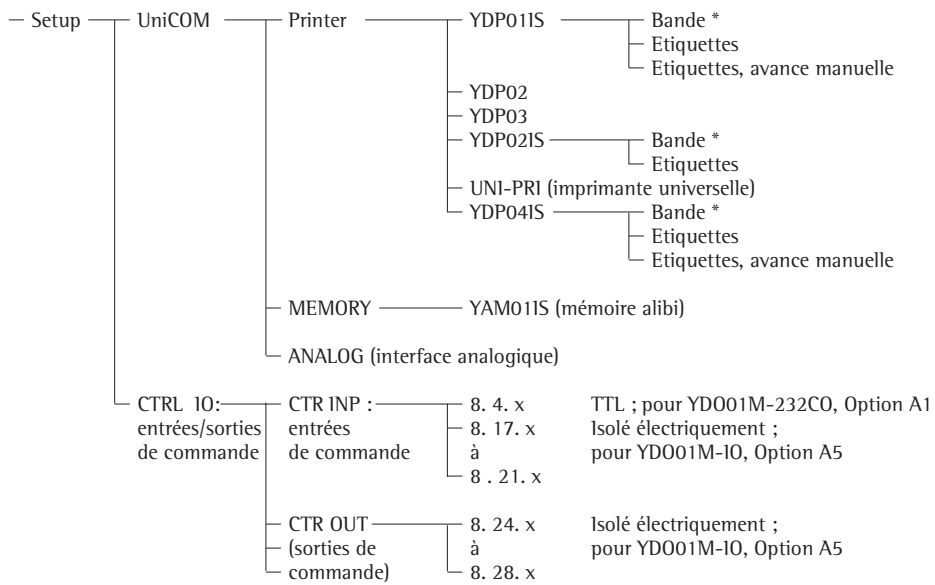 Setup UniCOM Printer YDP01IS Bande *
Etiquettes
Etiquettes, avance manuelle
YDP02
YDP03
YDP02IS Bande *
Etiquettes
UNI-PRI (imprimante universelle)
YDP04IS Bande *
Etiquettes
Etiquettes, avance manuelle
MEMORY YAM01IS (mémoire alibi)
ANALOG (interface analogique)
CTRL IO: CTR INP : 8. 4. x TTL ; pour YDO01M-232CO, Option A1
entrées/sorties entrées 8. 17. x Isolé électriquement ;
de commande de commande à pour YDO01M-IO, Option A5
8 . 21. x
CTR OUT 8. 24. x Isolé électriquement ;
(sorties de à pour YDO01M-IO, Option A5
commande) 8. 28. x